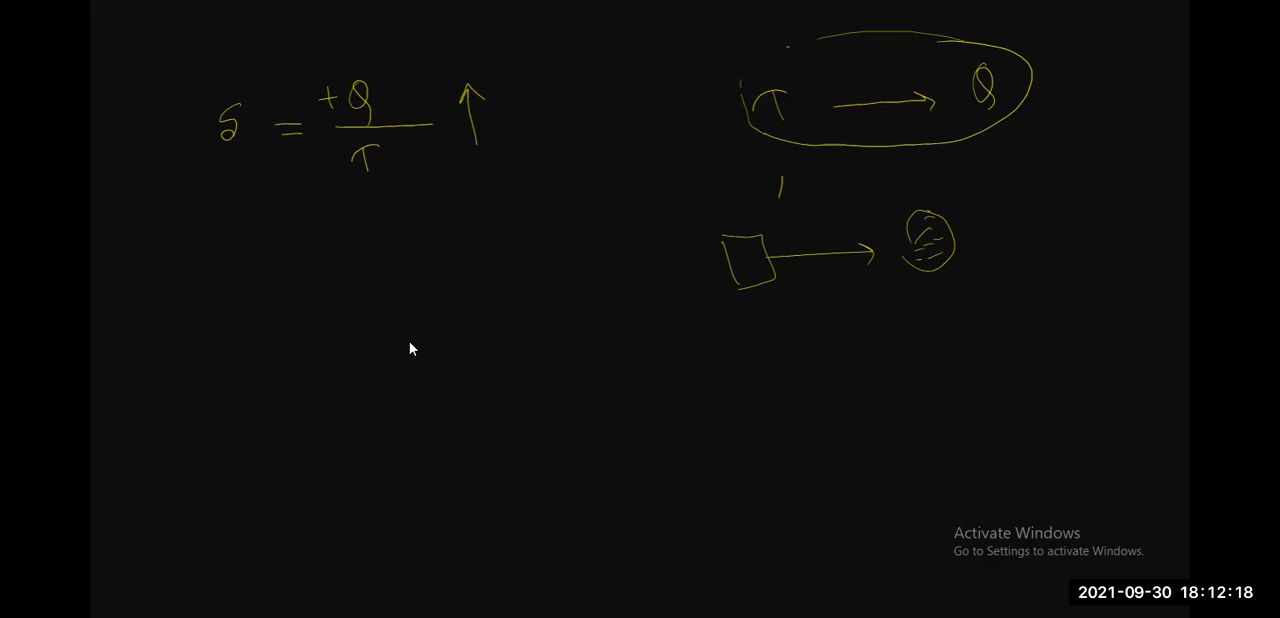 S = +Q/T ↑
T → Q
Activate Windows
Go to Settings to activate Windows.
2021-09-30 18:12:18